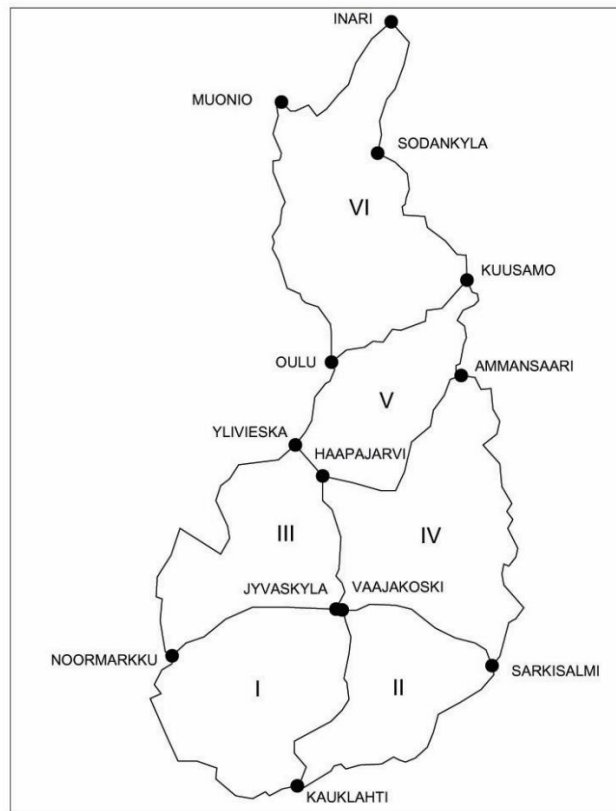 INARI
MUONIO
SODANKYLA
VI
KUUSAMO
OULU
AMMANSAARI
V
YLIVIESKA
HAAPAJARVI
III
IV
JYVASKYLA
VAAJAKOSKI
NOORMARKKU
SARKISALMI
I
II
KAUKLAHTI